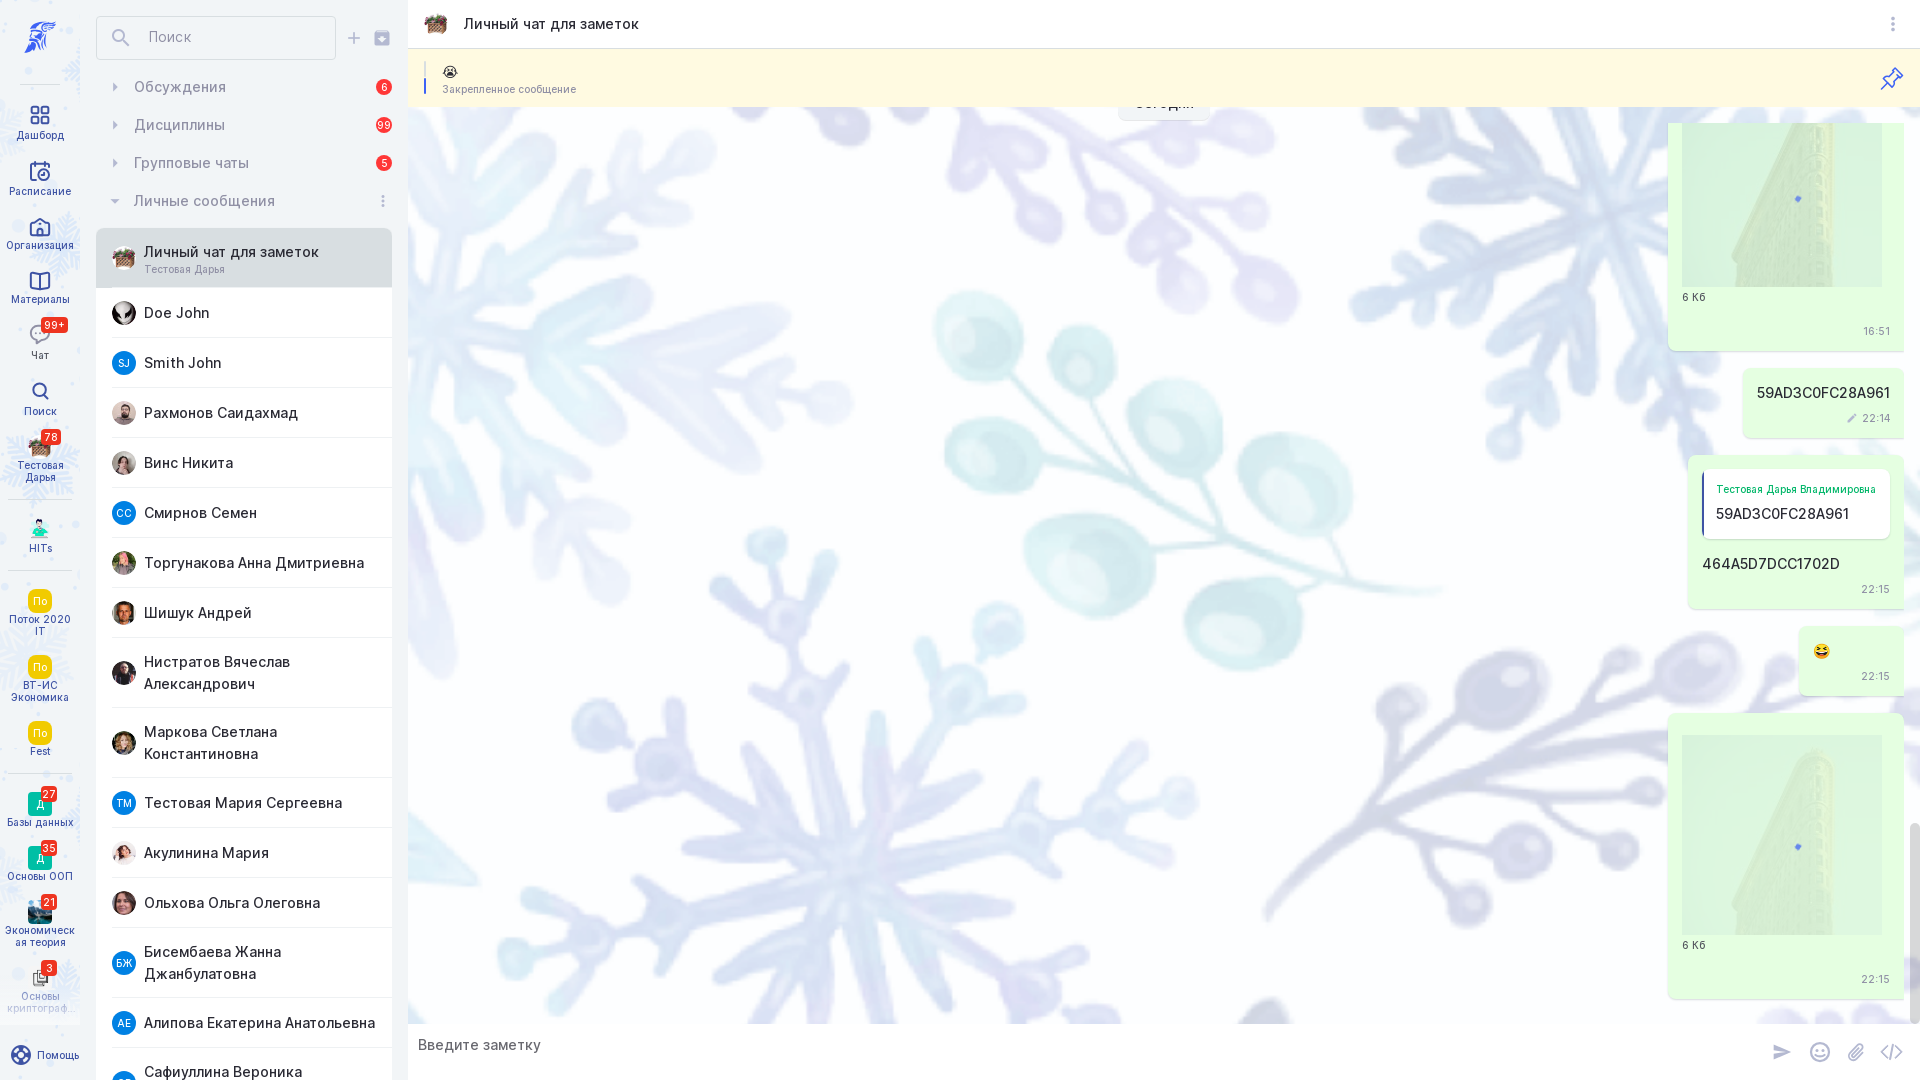 Дашборд
Расписание
Организация
Материалы
99+
Чат
Поиск
78
Тестовая
Дарья
HITs
По
Поток 2020
IT
По
ВТ-ИС
Экономика
По
Fest
27
Д
Базы данных
35
Д
Основы ООП
21
Экономическ
ая теория
3
Основы
криптограф...
Помощь
Поиск
Обсуждения
6
Дисциплины
99
Групповые чаты
5
Личные сообщения
Личный чат для заметок
Тестовая Дарья
Doe John
SJ
Smith John
Рахмонов Саидахмад
Винс Никита
СС
Смирнов Семен
Торгунакова Анна Дмитриевна
Шишук Андрей
Нистратов Вячеслав
Александрович
Маркова Светлана
Константиновна
ТМ
Тестовая Мария Сергеевна
Акулинина Мария
Ольхова Ольга Олеговна
БЖ
Бисембаева Жанна
Джанбулатовна
АЕ
Алипова Екатерина Анатольевна
Сафиуллина Вероника
Личный чат для заметок
😭
Закрепленное сообщение
Сегодня
6 Кб
16:51
59AD3C0FC28A961
22:14
Тестовая Дарья Владимировна
59AD3C0FC28A961
464A5D7DCC1702D
22:15
😆
22:15
6 Кб
22:15
Введите заметку